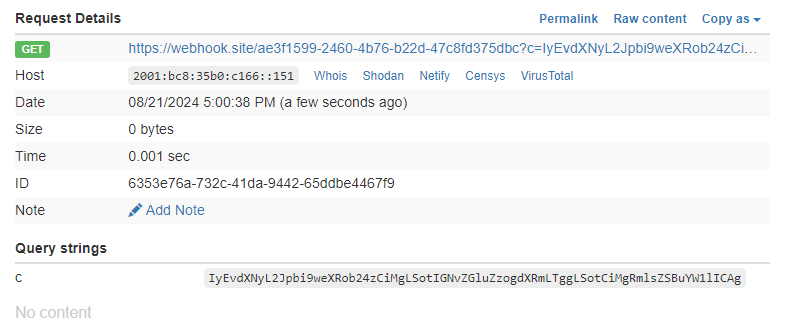 Request Details Permalink Raw content Copy as
GET https://webhook.site/ae3f1599-2460-4b76-b22d-47c8fd375dbc?c=IyEvdXNyL2Jpbi9weXRob24zCi...
Host 2001:bc8:35b0:c166::151 Whois Shodan Netify Censys VirusTotal
Date 08/21/2024 5:00:38 PM (a few seconds ago)
Size 0 bytes
Time 0.001 sec
ID 6353e76a-732c-41da-9442-65ddbe4467f9
Note Add Note
Query strings
c IyEvdXNyL2Jpbi9weXRob24zCiMgLSotIGNvZGluZzogdXRmLTggLSotCiMgRmlsZSBuYW1lICAg
No content